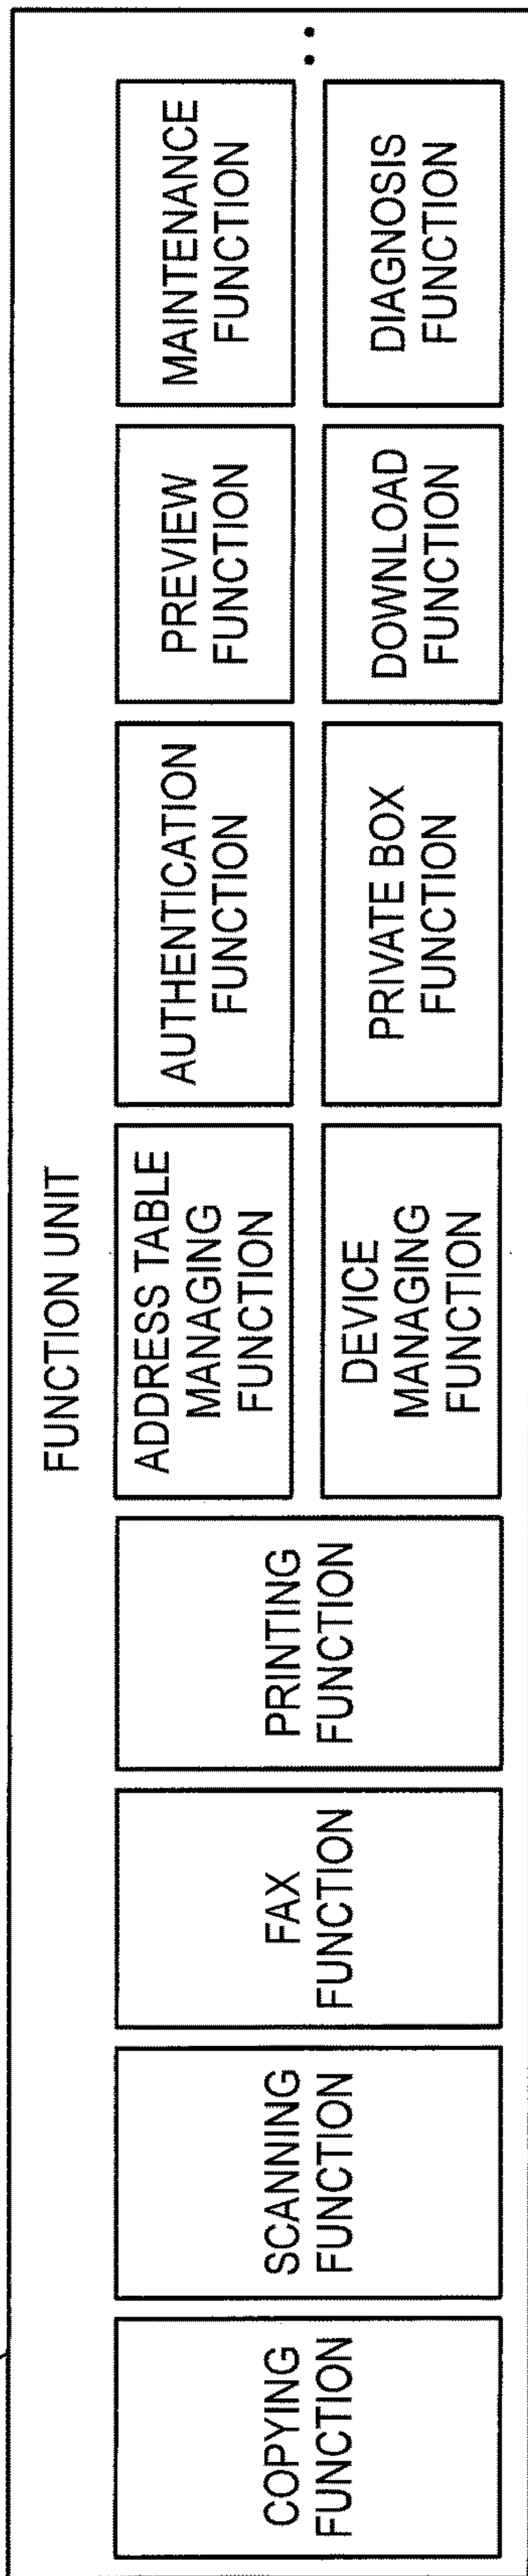 FUNCTION UNIT
COPYING
FUNCTION
SCANNING
FUNCTION
FAX
FUNCTION
PRINTING
FUNCTION
ADDRESS TABLE
MANAGING
FUNCTION
AUTHENTICATION
FUNCTION
PREVIEW
FUNCTION
MAINTENANCE
FUNCTION
DEVICE
MANAGING
FUNCTION
PRIVATE BOX
FUNCTION
DOWNLOAD
FUNCTION
DIAGNOSIS
FUNCTION